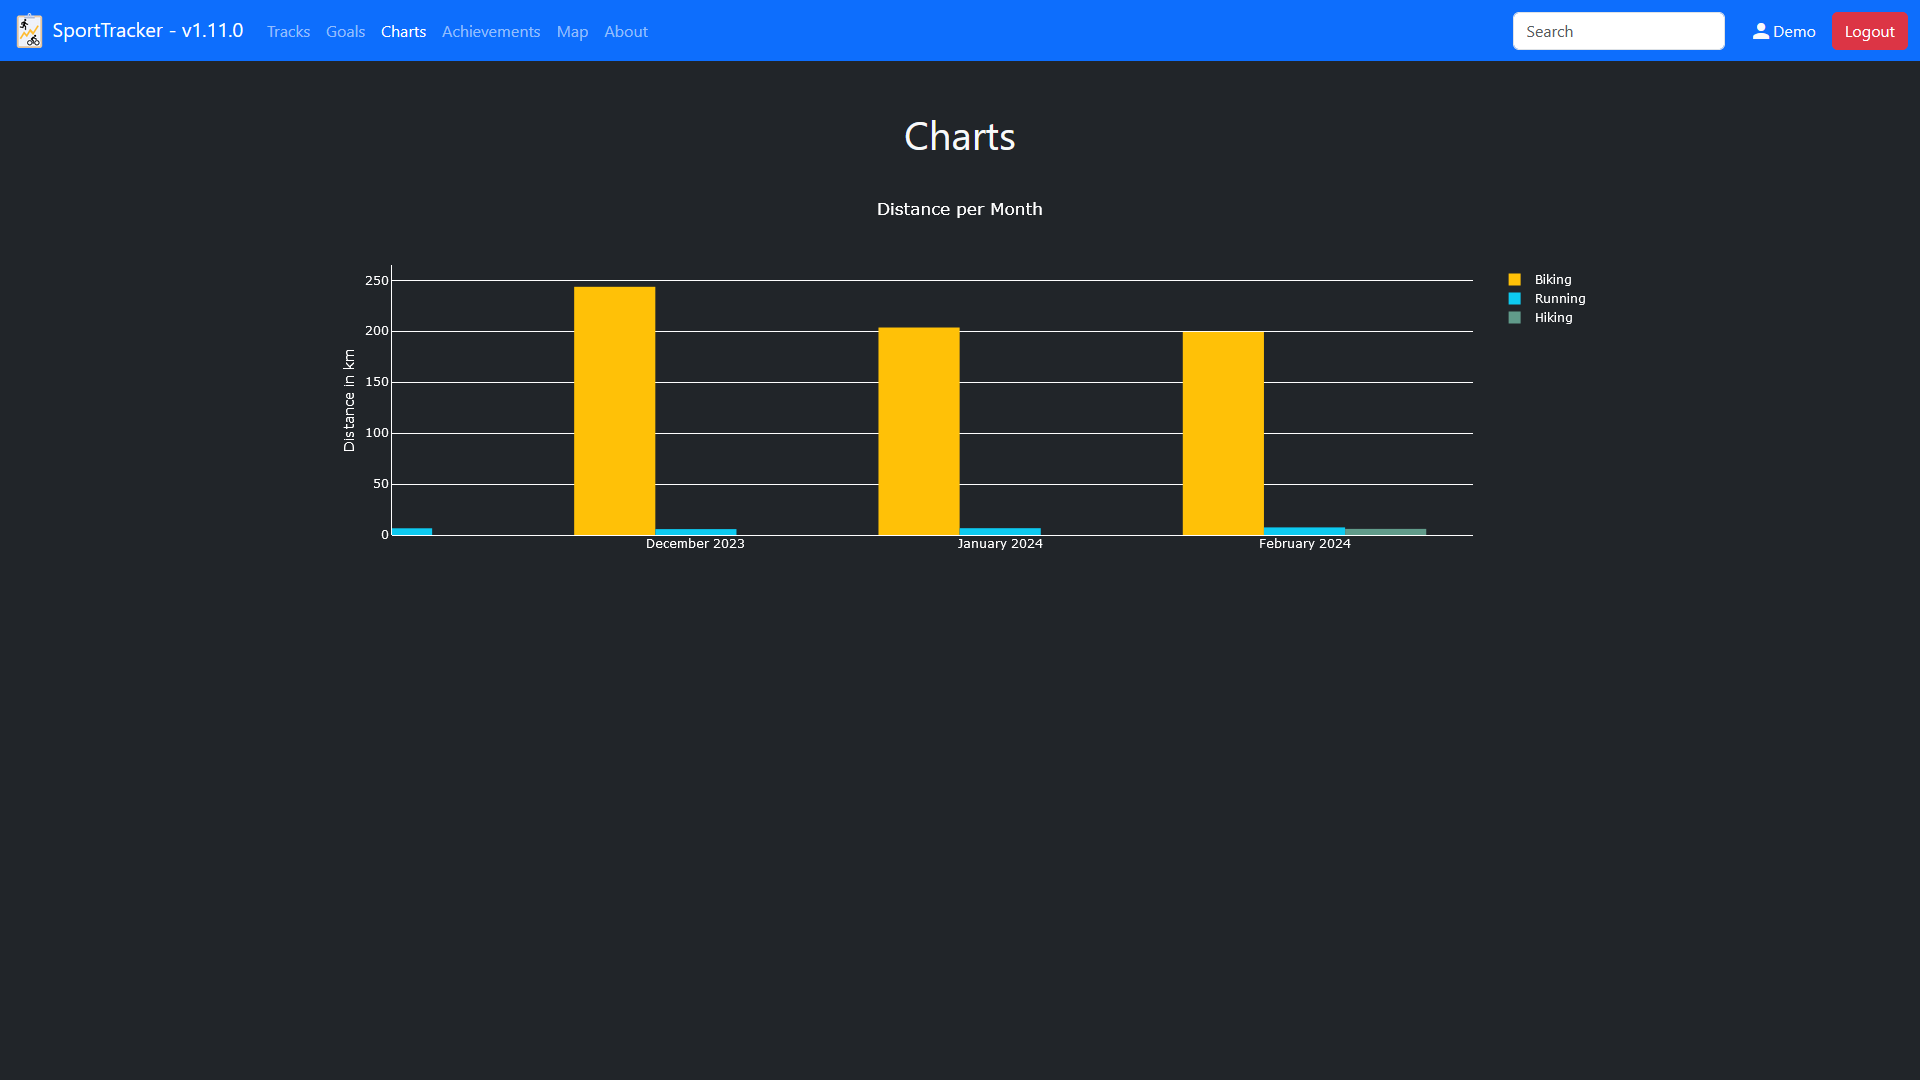 SportTracker - v1.11.0 Tracks Goals Charts Achievements Map About Search Demo Logout
Charts
Distance per Month
Distance in km
250
200
150
100
50
0
December 2023 January 2024 February 2024
Biking
Running
Hiking